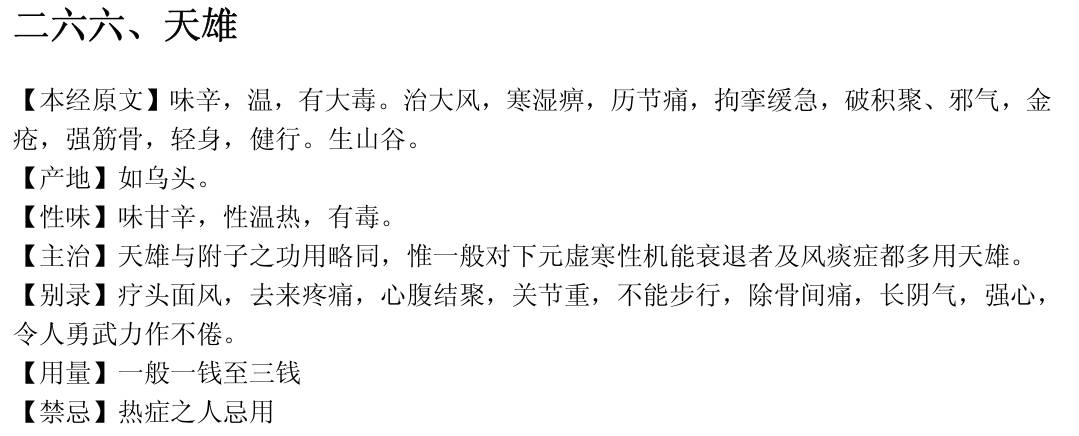 二六六、天雄
【本经原文】味辛，温，有大毒。治大风，寒湿痹，历节痛，拘挛缓急，破积聚、邪气，金
疮，强筋骨，轻身，健行。生山谷。
【产地】如乌头。
【性味】味甘辛，性温热，有毒。
【主治】天雄与附子之功用略同，惟一般对下元虚寒性机能衰退者及风痰症都多用天雄。
【别录】疗头面风，去来疼痛，心腹结聚，关节重，不能步行，除骨间痛，长阴气，强心，
令人勇武力作不倦。
【用量】一般一钱至三钱
【禁忌】热症之人忌用